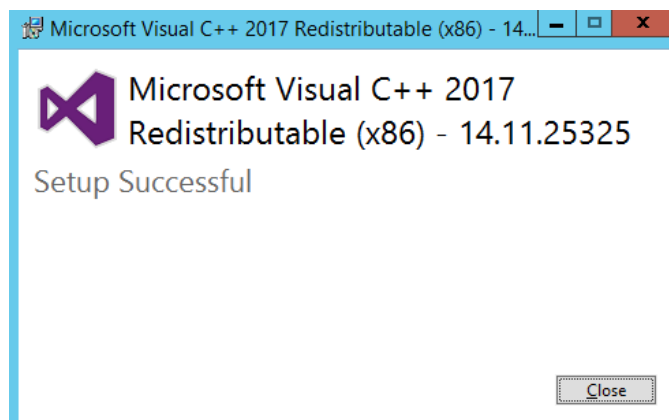 Microsoft Visual C++ 2017 Redistributable (x86) - 14...
Microsoft Visual C++ 2017
Redistributable (x86) - 14.11.25325
Setup Successful
Close